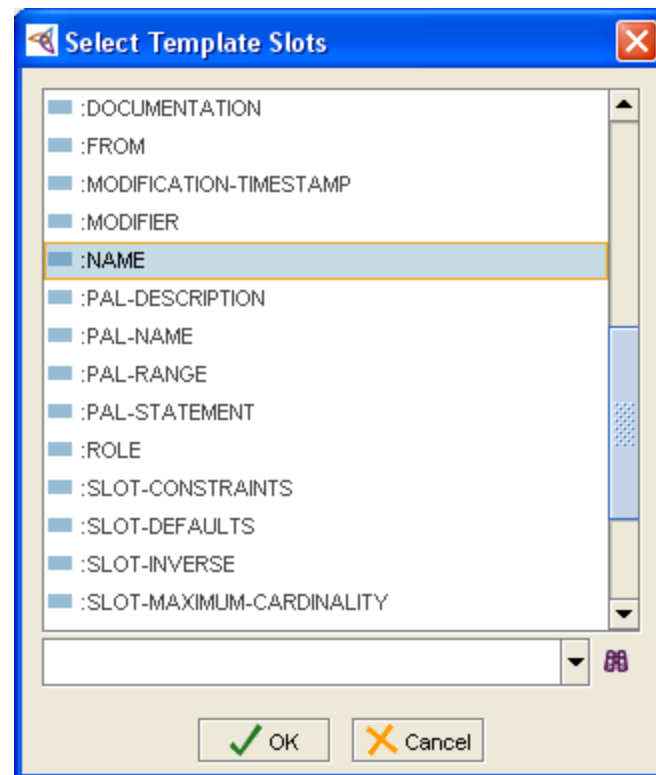 Select Template Slots
:DOCUMENTATION
:FROM
:MODIFICATION-TIMESTAMP
:MODIFIER
:NAME
:PAL-DESCRIPTION
:PAL-NAME
:PAL-RANGE
:PAL-STATEMENT
:ROLE
:SLOT-CONSTRAINTS
:SLOT-DEFAULTS
:SLOT-INVERSE
:SLOT-MAXIMUM-CARDINALITY
OK Cancel